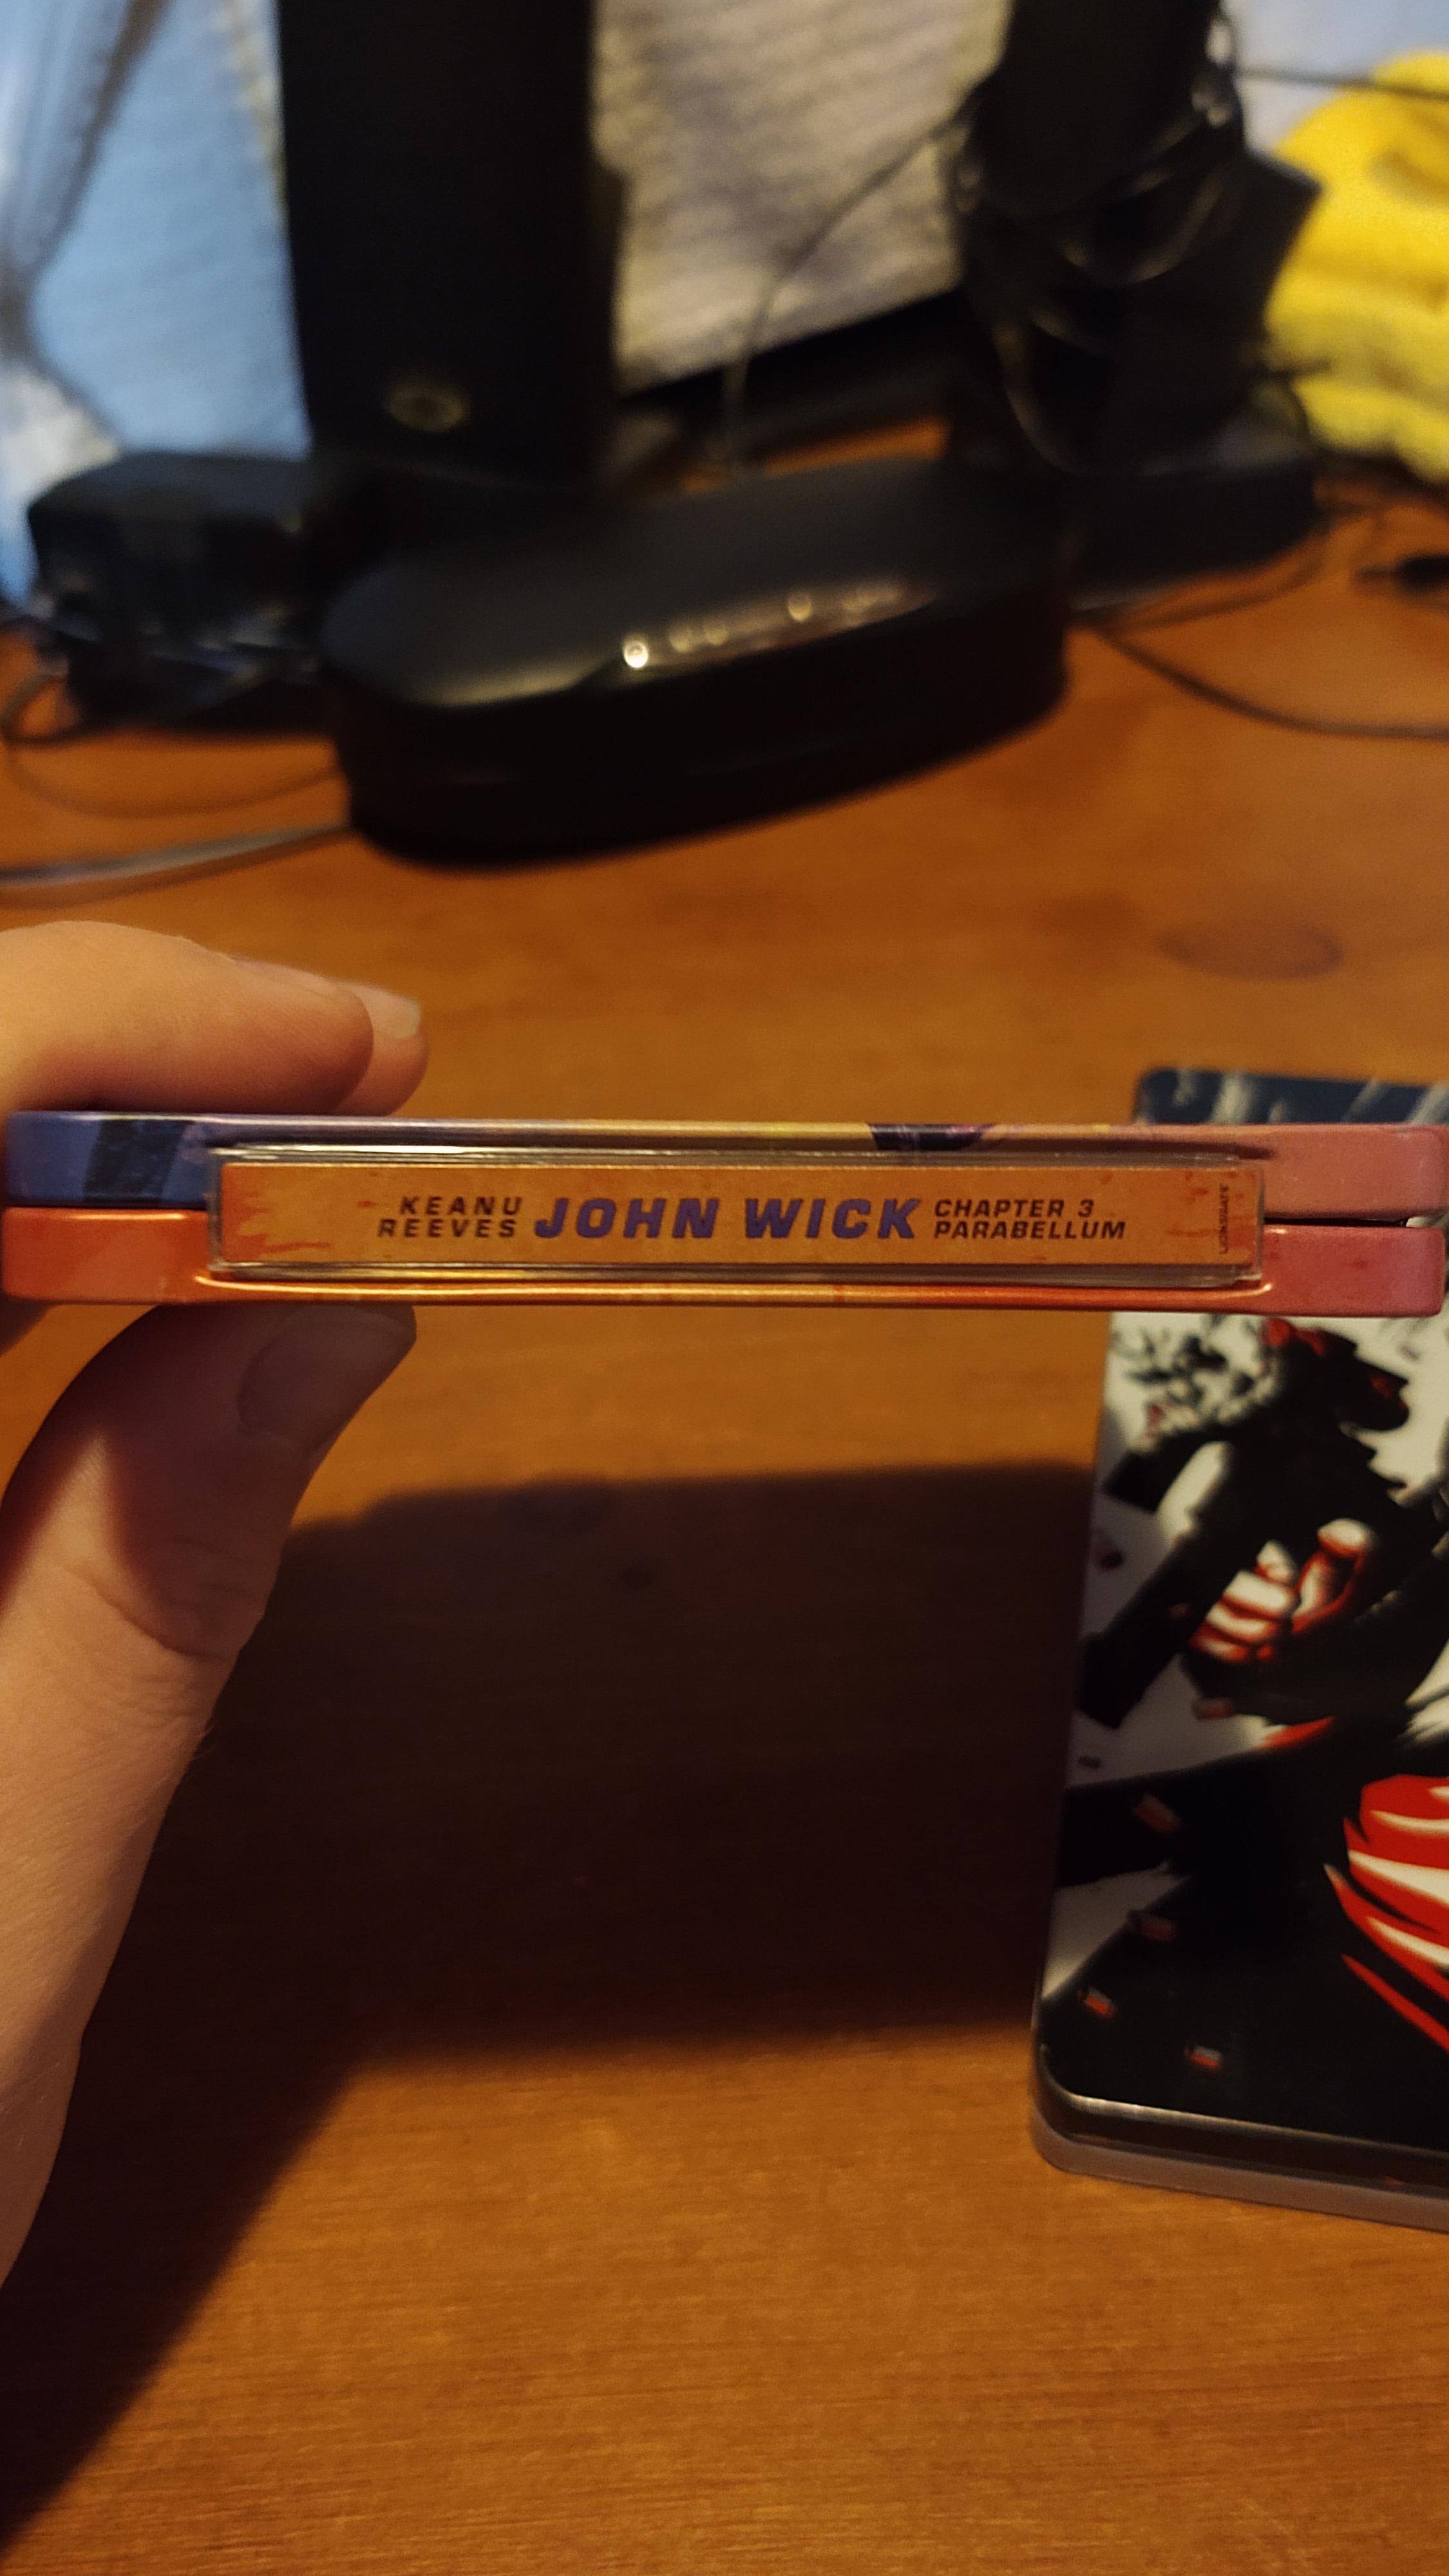 KEANU
REEVES
JOHN WICK
CHAPTER 3
PARABELLUM